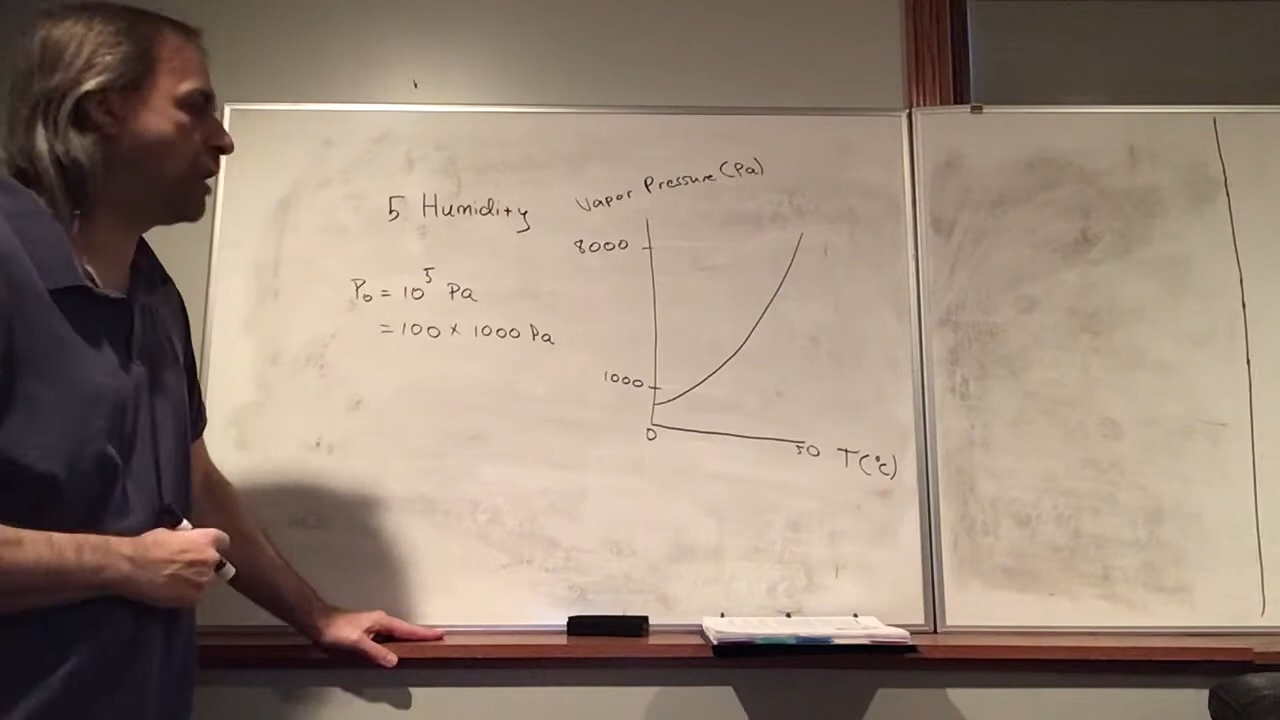 5 Humidity
P₀ = 10⁵ Pa
= 100 × 1000 Pa
Vapor Pressure (Pa)
8000
1000
0
50
T(°C)